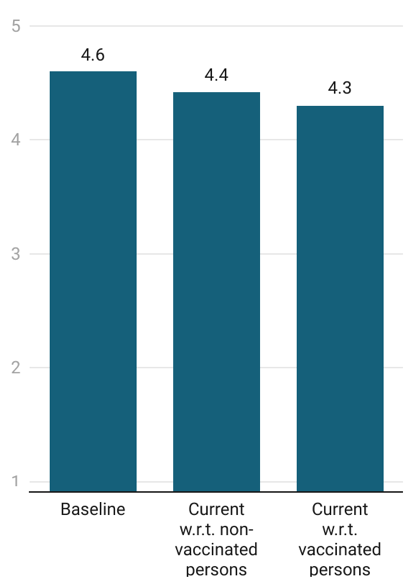 5
4.6
4.4
4.3
4
3
2
1
Baseline
Current
w.r.t. non-
vaccinated
persons
Current
w.r.t.
vaccinated
persons